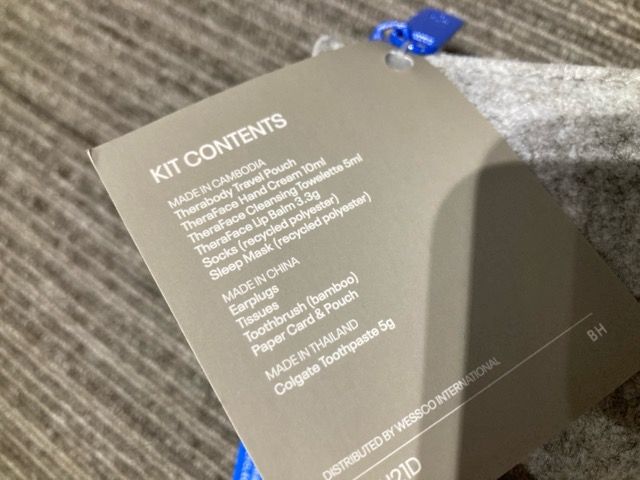 KIT CONTENTS
MADE IN CAMBODIA
Therabody Travel Pouch
TheraFace Hand Cream 10ml
TheraFace Cleansing Towelette 5ml
TheraFace Lip Balm 3.3g
Socks (recycled polyester)
Sleep Mask (recycled polyester)
MADE IN CHINA
Earplugs
Tissues
Toothbrush (bamboo)
Paper Card & Pouch
MADE IN THAILAND
Colgate Toothpaste 5g
BH
DISTRIBUTED BY WESSCO INTERNATIONAL